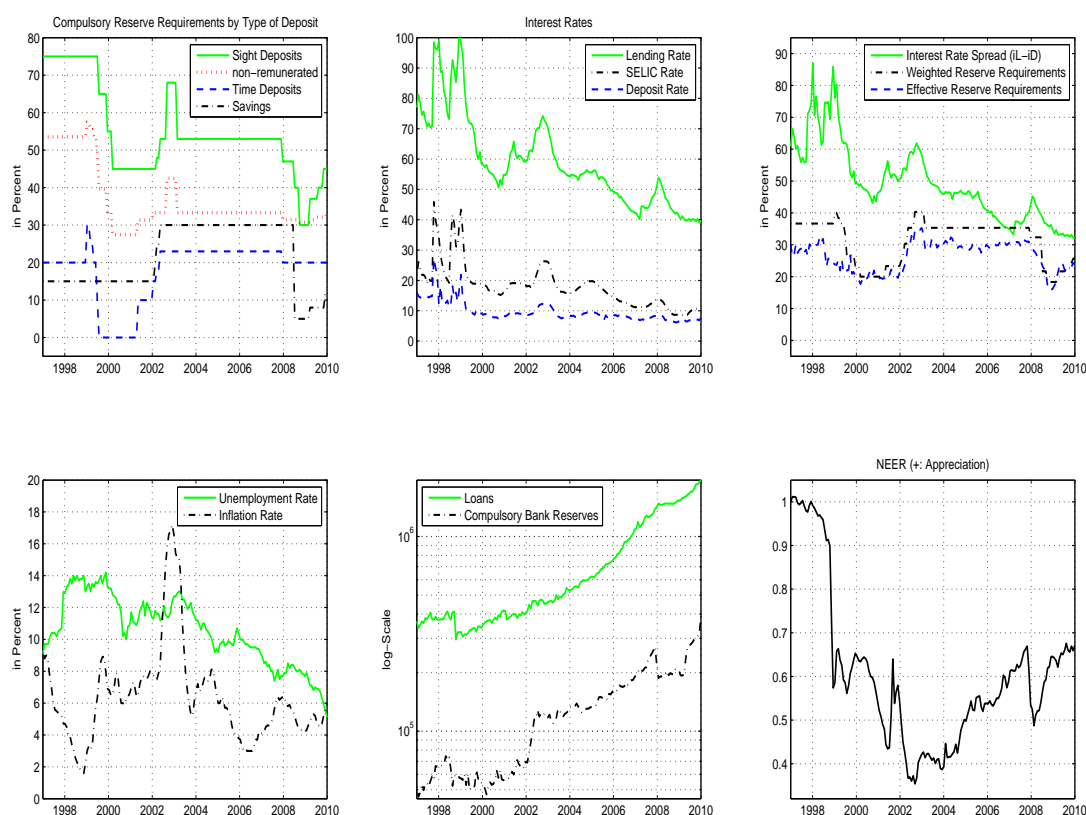 Compulsory Reserve Requirements by Type of Deposit
in Percent
80
70
60
50
40
30
20
10
0
Sight Deposits
non−remunerated
Time Deposits
Savings
1998 2000 2002 2004 2006 2008 2010
Interest Rates
in Percent
100
90
80
70
60
50
40
30
20
10
0
Lending Rate
SELIC Rate
Deposit Rate
1998 2000 2002 2004 2006 2008 2010
in Percent
90
80
70
60
50
40
30
20
10
0
Interest Rate Spread (iL−iD)
Weighted Reserve Requirements
Effective Reserve Requirements
1998 2000 2002 2004 2006 2008 2010
in Percent
20
18
16
14
12
10
8
6
4
2
0
Unemployment Rate
Inflation Rate
1998 2000 2002 2004 2006 2008 2010
log−Scale
10^6
10^5
Loans
Compulsory Bank Reserves
1998 2000 2002 2004 2006 2008 2010
NEER (+: Appreciation)
1
0.9
0.8
0.7
0.6
0.5
0.4
1998 2000 2002 2004 2006 2008 2010